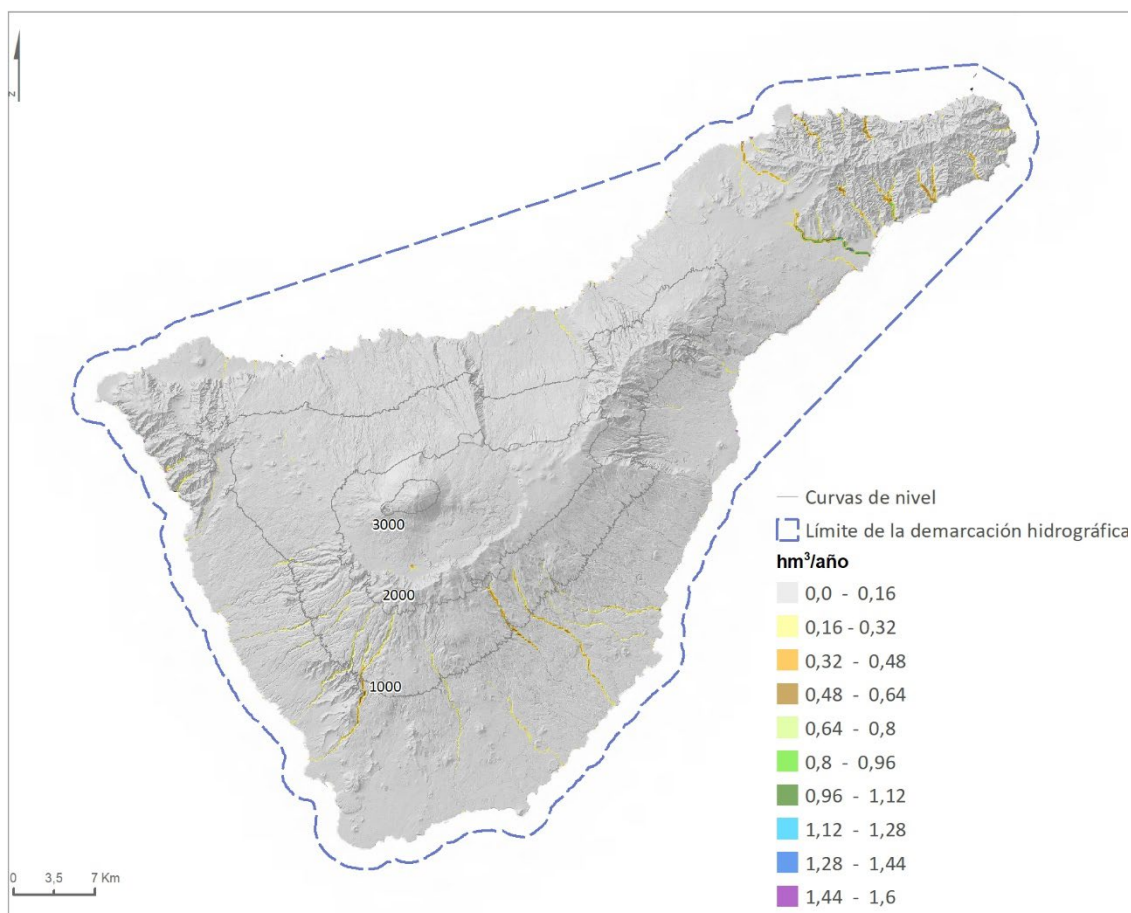 N
3000
2000
1000
Curvas de nivel
Límite de la demarcación hidrográfica
hm³/año
0,0 - 0,16
0,16 - 0,32
0,32 - 0,48
0,48 - 0,64
0,64 - 0,8
0,8 - 0,96
0,96 - 1,12
1,12 - 1,28
1,28 - 1,44
1,44 - 1,6
0 3,5 7 Km